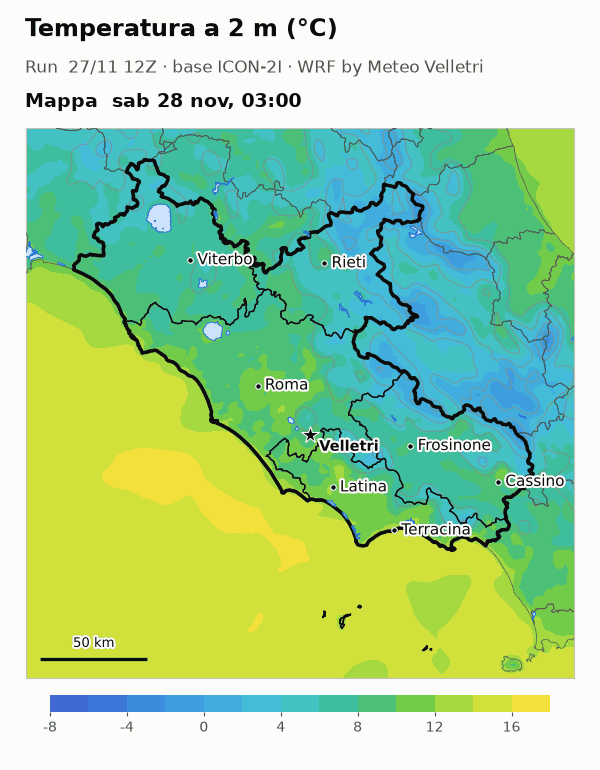 Temperatura a 2 m (°C)
Run 27/11 12Z · base ICON-2I · WRF by Meteo Velletri
Mappa sab 28 nov, 03:00
Viterbo
Rieti
Roma
Velletri
Frosinone
Cassino
Latina
Terracina
50 km
-8 -4 0 4 8 12 16